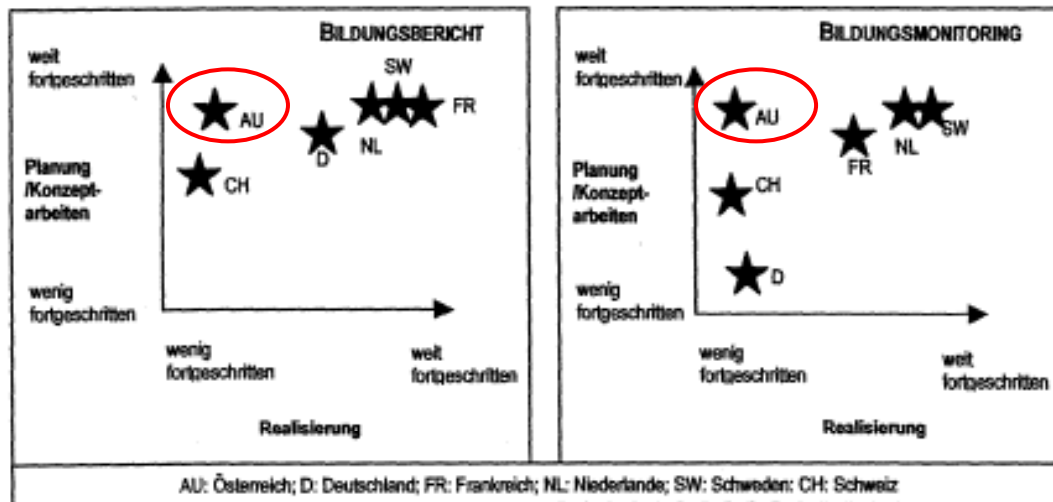 BILDUNGSBERICHT
weit
fortgeschritten
SW
AU
FR
D
NL
Planung
/Konzept-
arbeiten
CH
wenig
fortgeschritten
wenig
fortgeschritten
weit
fortgeschritten
Realisierung
BILDUNGSMONITORING
weit
fortgeschritten
AU
SW
FR
NL
Planung
/Konzept-
arbeiten
CH
D
wenig
fortgeschritten
wenig
fortgeschritten
weit
fortgeschritten
Realisierung
AU: Österreich; D: Deutschland; FR: Frankreich; NL: Niederlande; SW: Schweden: CH: Schweiz